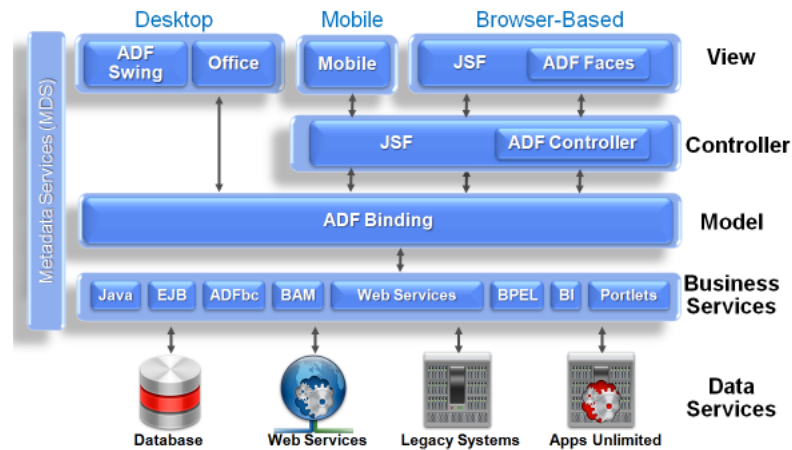 Desktop
Mobile
Browser-Based
ADF
Swing
Office
Mobile
JSF
ADF Faces
View
Metadata Services (MDS)
JSF
ADF Controller
Controller
ADF Binding
Model
Java
EJB
ADFbc
BAM
Web Services
BPEL
BI
Portlets
Business
Services
Database
Web Services
Legacy Systems
Apps Unlimited
Data
Services